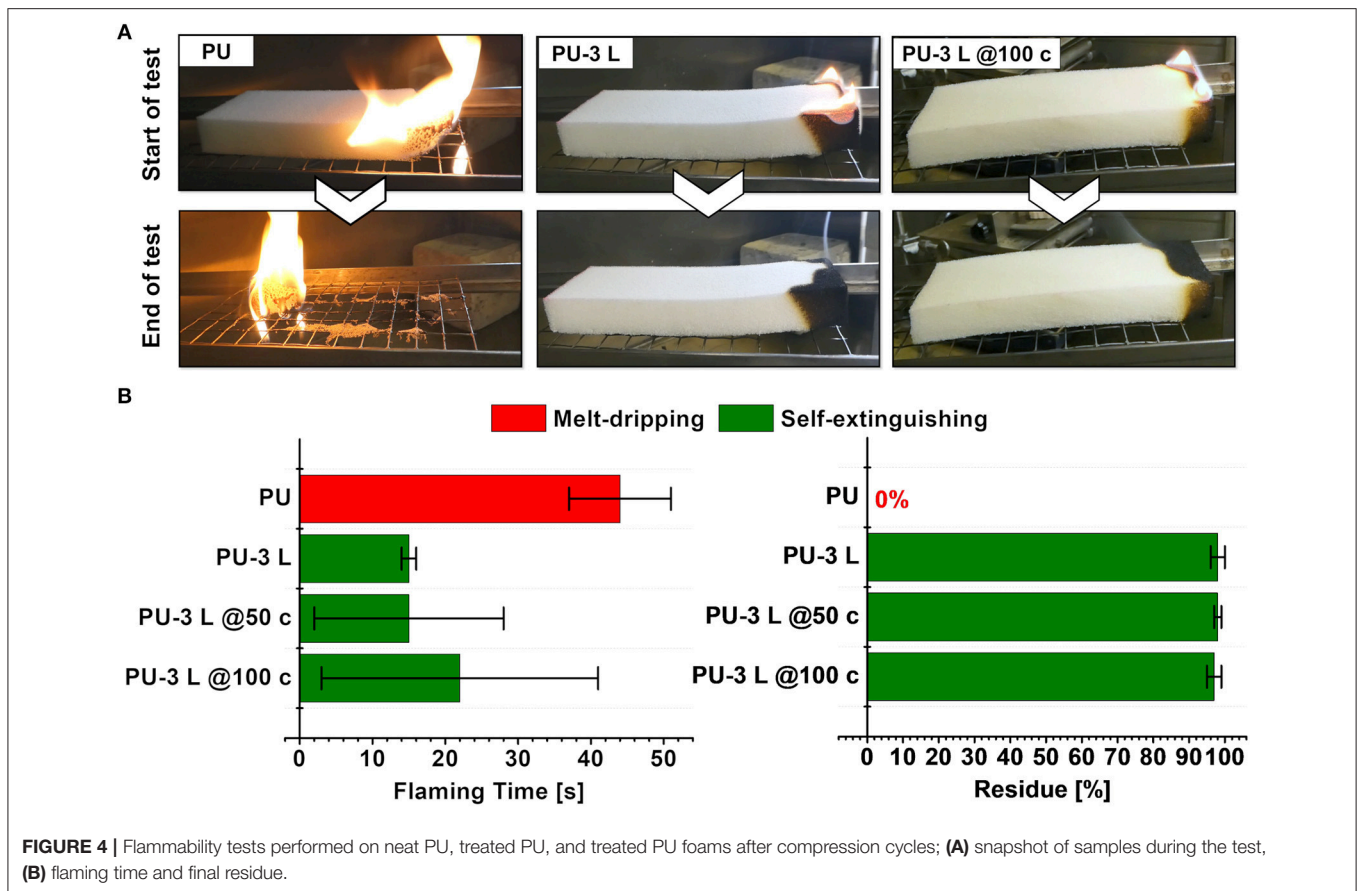 A
PU
PU-3 L
PU-3 L @100 c
Start of test
End of test
B
Melt-dripping
Self-extinguishing
PU
PU-3 L
PU-3 L @50 c
PU-3 L @100 c
0 10 20 30 40 50
Flaming Time [s]
PU
0%
PU-3 L
PU-3 L @50 c
PU-3 L @100 c
0 10 20 30 40 50 60 70 80 90 100
Residue [%]
FIGURE 4 | Flammability tests performed on neat PU, treated PU, and treated PU foams after compression cycles; (A) snapshot of samples during the test,
(B) flaming time and final residue.